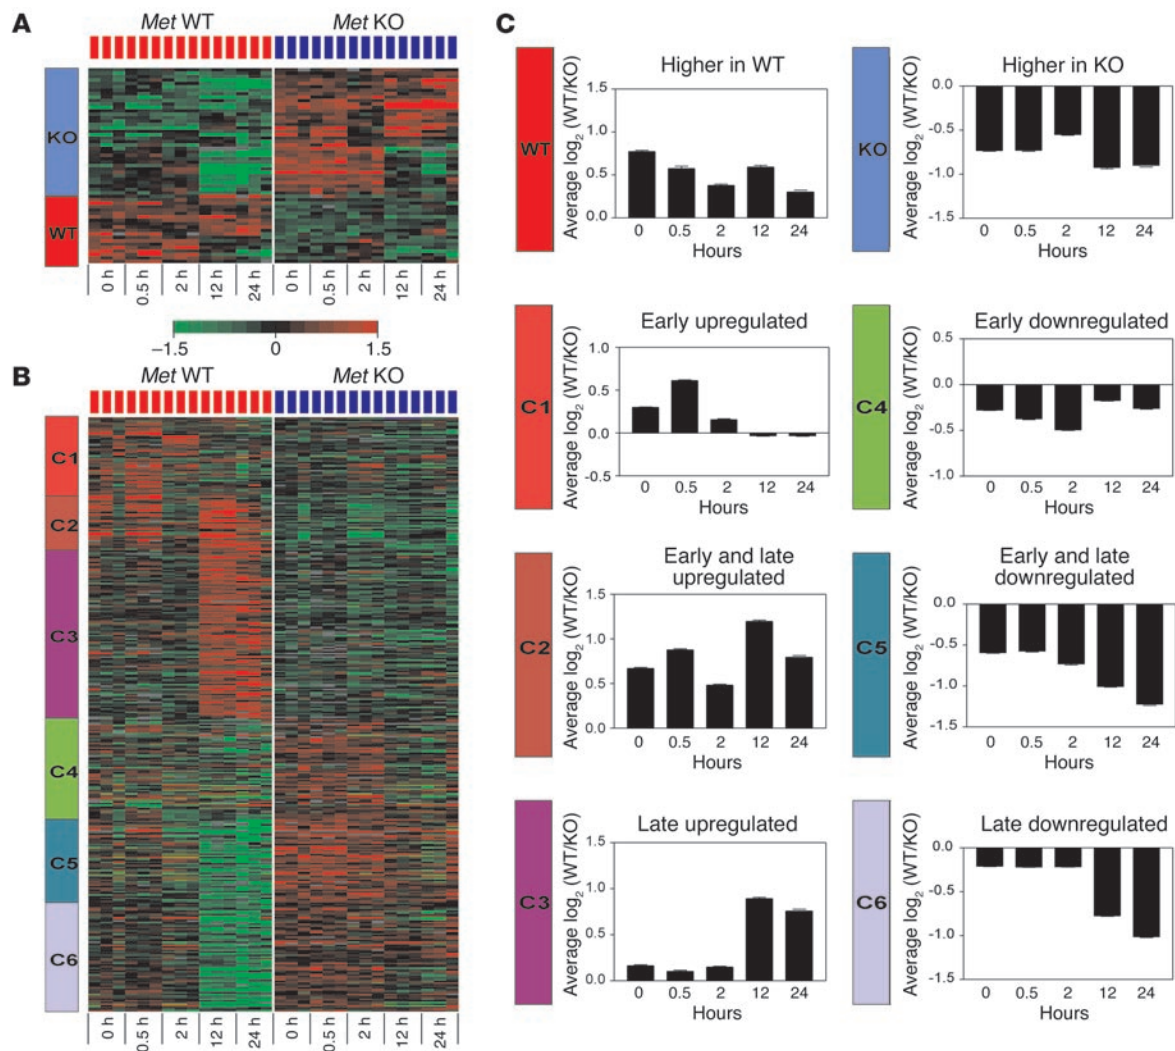 A
Met WT
Met KO
KO
WT
0 h
0.5 h
2 h
12 h
24 h
0 h
0.5 h
2 h
12 h
24 h
−1.5
0
1.5
B
Met WT
Met KO
C1
C2
C3
C4
C5
C6
0 h
0.5 h
2 h
12 h
24 h
0 h
0.5 h
2 h
12 h
24 h
C
WT
Higher in WT
Average log2 (WT/KO)
1.5
1.0
0.5
0.0
0 0.5 2 12 24
Hours
KO
Higher in KO
Average log2 (WT/KO)
0.0
−0.5
−1.0
−1.5
0 0.5 2 12 24
Hours
C1
Early upregulated
Average log2 (WT/KO)
1.0
0.5
0.0
−0.5
0 0.5 2 12 24
Hours
C4
Early downregulated
Average log2 (WT/KO)
0.5
0.0
−0.5
−1.0
0 0.5 2 12 24
Hours
C2
Early and late
upregulated
Average log2 (WT/KO)
1.5
1.0
0.5
0.0
0 0.5 2 12 24
Hours
C5
Early and late
downregulated
Average log2 (WT/KO)
0.0
−0.5
−1.0
−1.5
0 0.5 2 12 24
Hours
C3
Late upregulated
Average log2 (WT/KO)
1.5
1.0
0.5
0.0
0 0.5 2 12 24
Hours
C6
Late downregulated
Average log2 (WT/KO)
0.0
−0.5
−1.0
−1.5
0 0.5 2 12 24
Hours